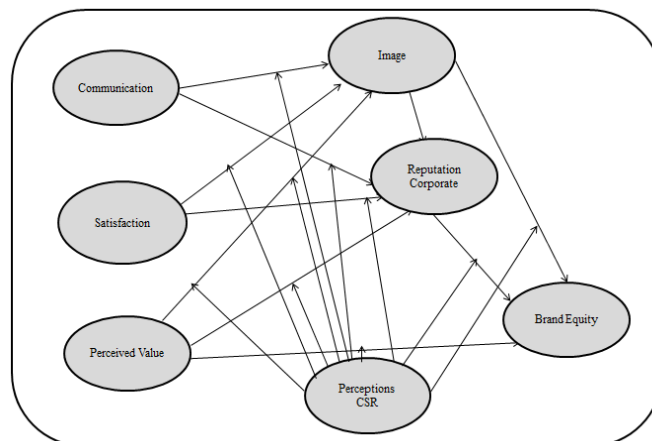 Image
Communication
Reputation
Corporate
Satisfaction
Brand Equity
Perceived Value
Perceptions
CSR